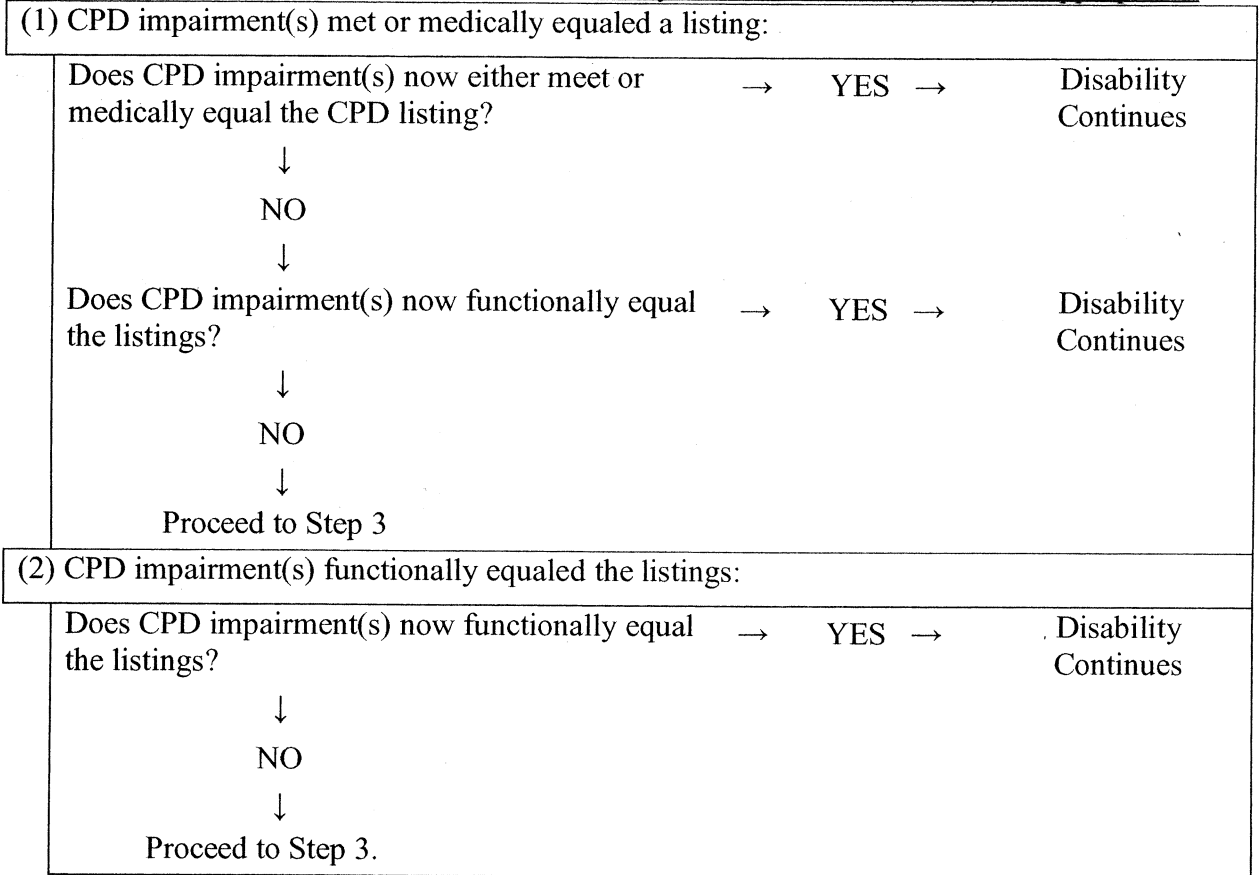 (1) CPD impairment(s) met or medically equaled a listing:
Does CPD impairment(s) now either meet or → YES → Disability
medically equal the CPD listing? Continues
↓
NO
↓
Does CPD impairment(s) now functionally equal → YES → Disability
the listings? Continues
↓
NO
↓
Proceed to Step 3
(2) CPD impairment(s) functionally equaled the listings:
Does CPD impairment(s) now functionally equal → YES → Disability
the listings? Continues
↓
NO
↓
Proceed to Step 3.